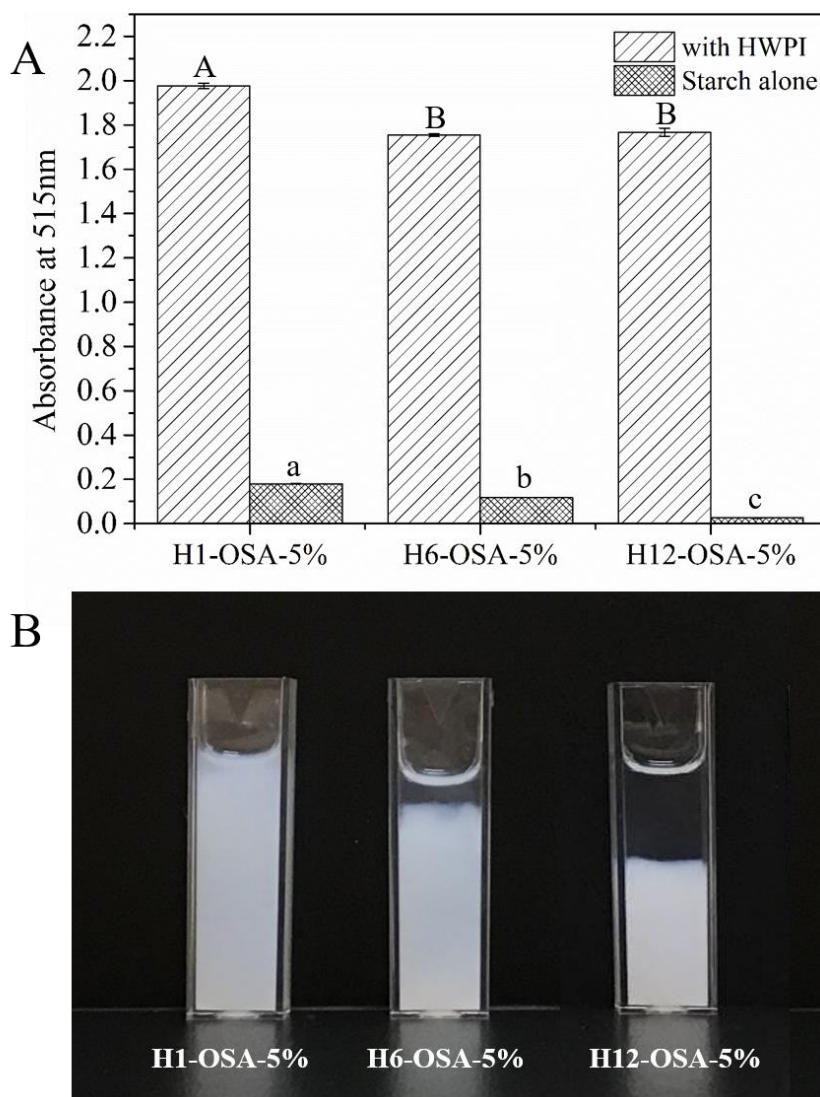 A
Absorbance at 515nm
2.2
2.0
1.8
1.6
1.4
1.2
1.0
0.8
0.6
0.4
0.2
0.0
with HWPI
Starch alone
A
B
B
a
b
c
H1-OSA-5%
H6-OSA-5%
H12-OSA-5%
B
H1-OSA-5%
H6-OSA-5%
H12-OSA-5%